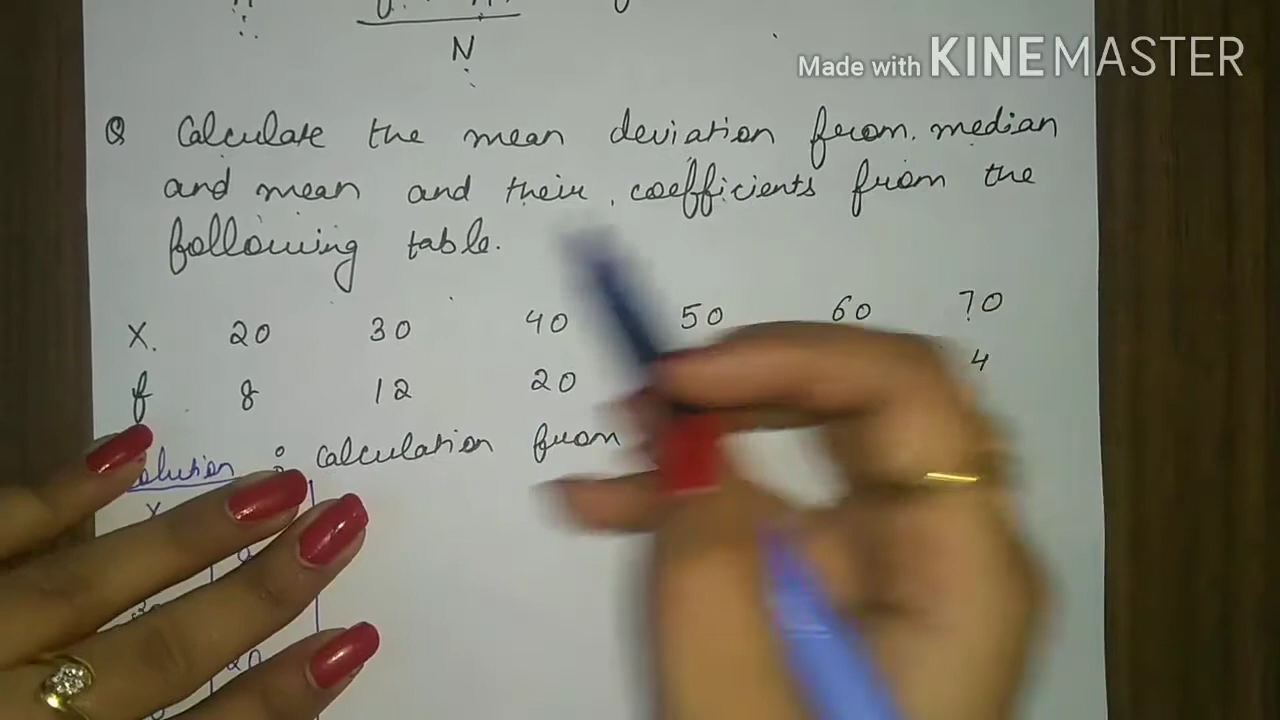 Made with KINEMASTER
N
Q Calculate the mean deviation from median
and mean and their coefficients from the
following table.
X. 20 30 40 50 60 70
f 8 12 20 4
Solution : calculation from
X